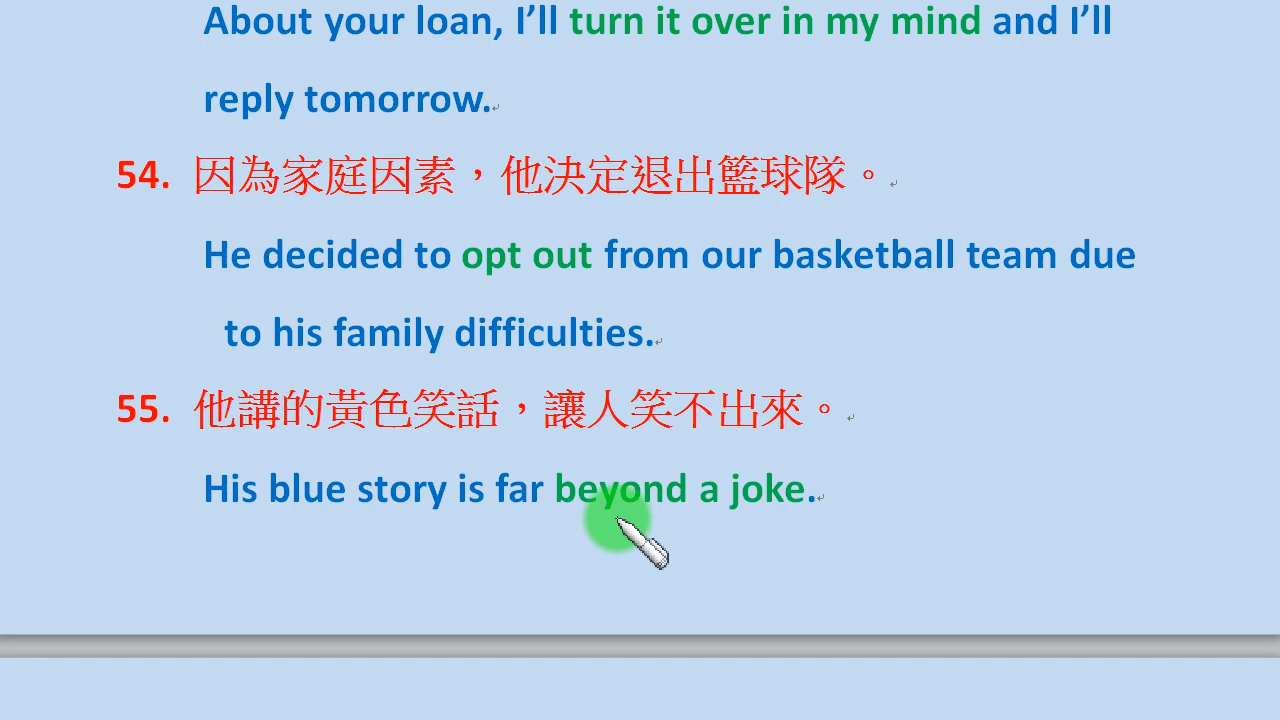 About your loan, I’ll turn it over in my mind and I’ll
reply tomorrow.
54. 因為家庭因素，他決定退出籃球隊。
He decided to opt out from our basketball team due
to his family difficulties.
55. 他講的黃色笑話，讓人笑不出來。
His blue story is far beyond a joke.